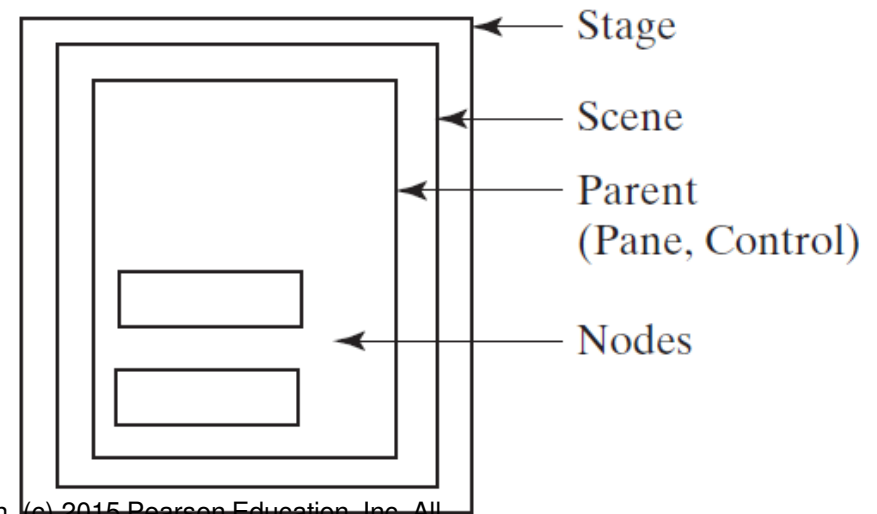 Stage
Scene
Parent
(Pane, Control)
Nodes
(c) 2015 Pearson Education, Inc. All